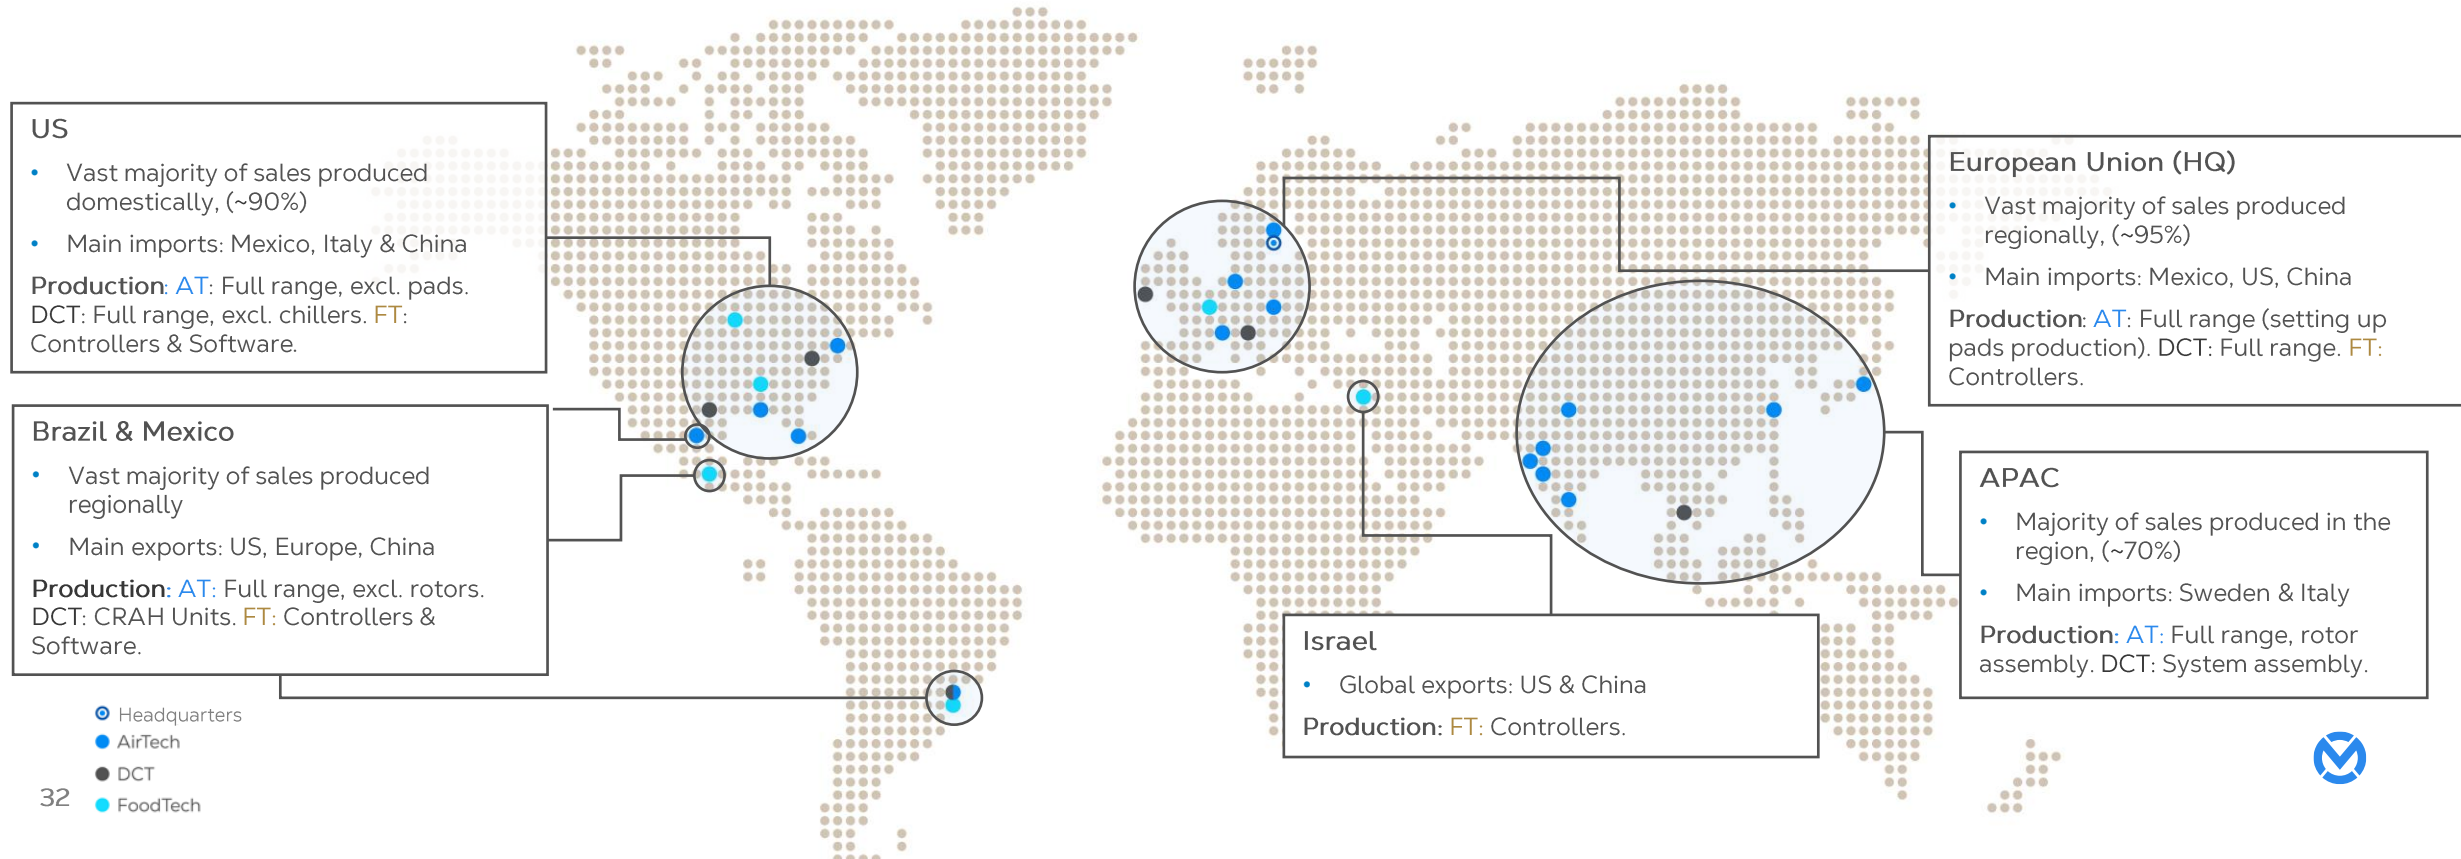 US
• Vast majority of sales produced
domestically, (~90%)
• Main imports: Mexico, Italy & China
Production: AT: Full range, excl. pads.
DCT: Full range, excl. chillers. FT:
Controllers & Software.
Brazil & Mexico
• Vast majority of sales produced
regionally
• Main exports: US, Europe, China
Production: AT: Full range, excl. rotors.
DCT: CRAH Units. FT: Controllers &
Software.
European Union (HQ)
• Vast majority of sales produced
regionally, (~95%)
• Main imports: Mexico, US, China
Production: AT: Full range (setting up
pads production). DCT: Full range. FT:
Controllers.
APAC
• Majority of sales produced in the
region, (~70%)
• Main imports: Sweden & Italy
Production: AT: Full range, rotor
assembly. DCT: System assembly.
Israel
• Global exports: US & China
Production: FT: Controllers.
Headquarters
AirTech
DCT
FoodTech
32